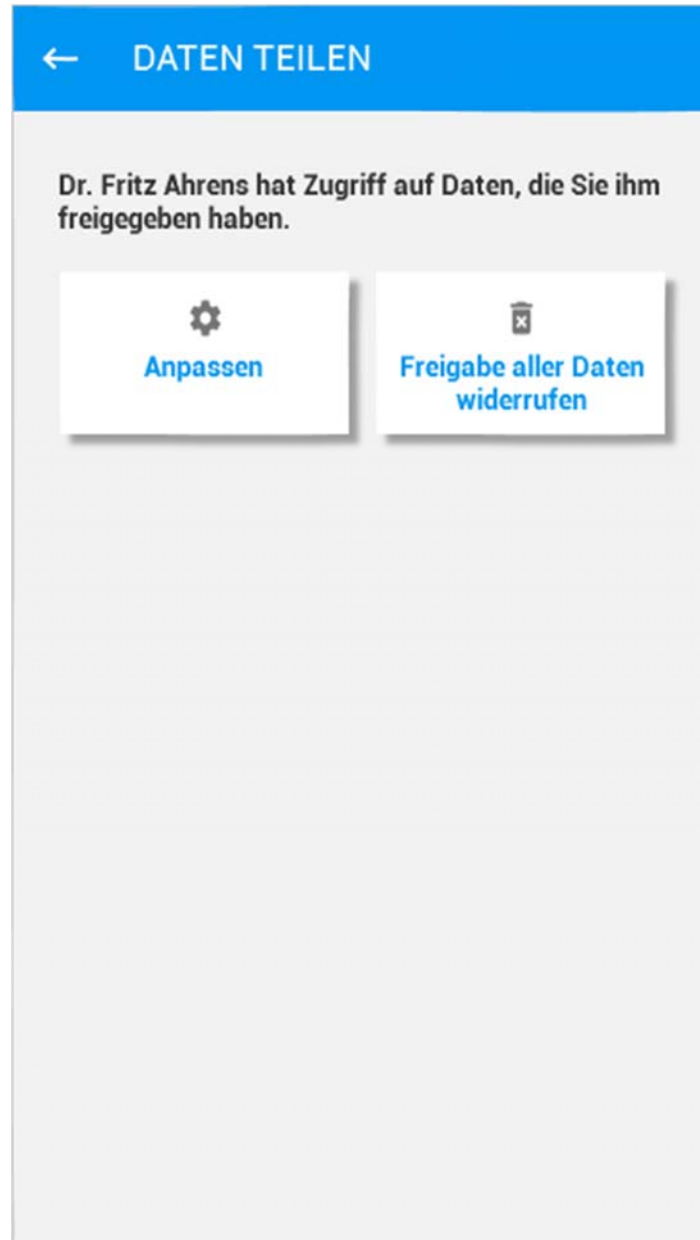 DATEN TEILEN
Dr. Fritz Ahrens hat Zugriff auf Daten, die Sie ihm
freigegeben haben.
Anpassen
Freigabe aller Daten
widerrufen